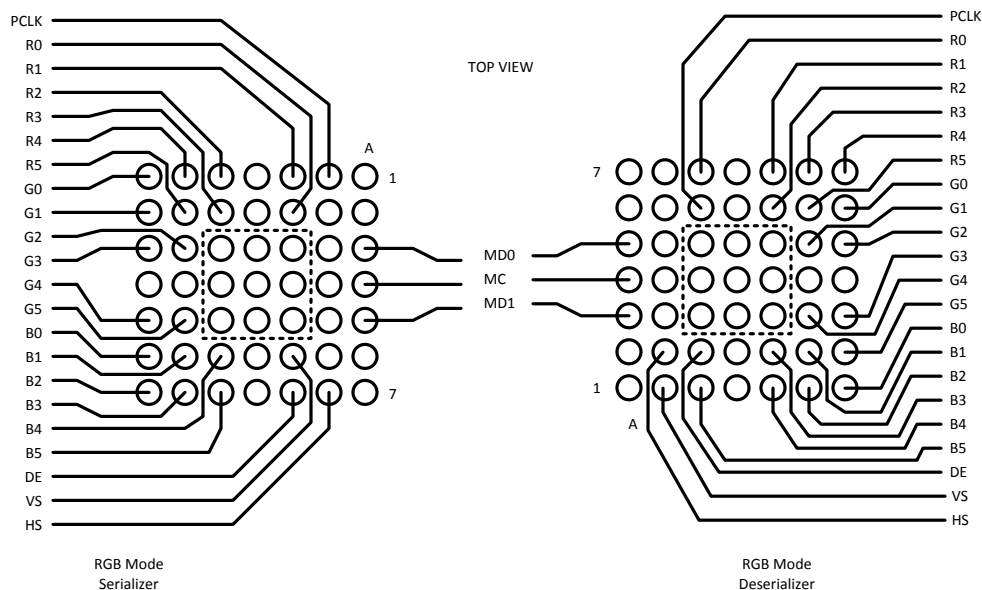 PCLK
R0
R1
R2
R3
R4
R5
G0
G1
G2
G3
G4
G5
B0
B1
B2
B3
B4
B5
DE
VS
HS
A
1
7
RGB Mode
Serializer
TOP VIEW
MD0
MC
MD1
7
1
A
PCLK
R0
R1
R2
R3
R4
R5
G0
G1
G2
G3
G4
G5
B0
B1
B2
B3
B4
B5
DE
VS
HS
RGB Mode
Deserializer